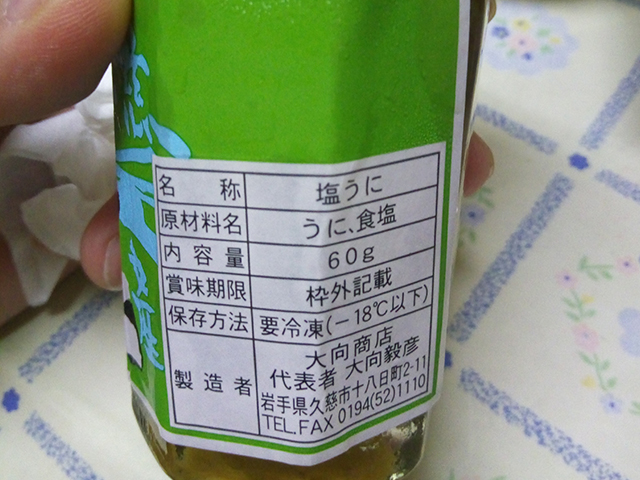 名称 塩うに
原材料名 うに、食塩
内容量 60g
賞味期限 枠外記載
保存方法 要冷凍(－18℃以下)
製造者 大向商店
代表者 大向毅彦
岩手県久慈市十八日町2-11
TEL.FAX 0194(52)1110